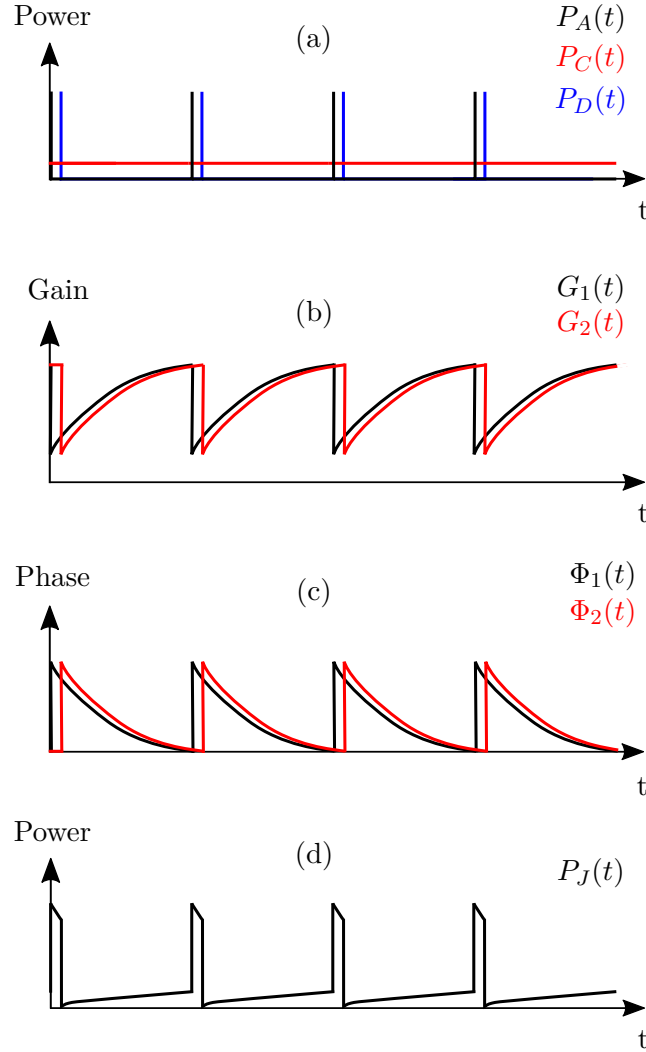 Power
(a)
P_A(t)
P_C(t)
P_D(t)
t
Gain
(b)
G_1(t)
G_2(t)
t
Phase
(c)
Φ_1(t)
Φ_2(t)
t
Power
(d)
P_J(t)
t